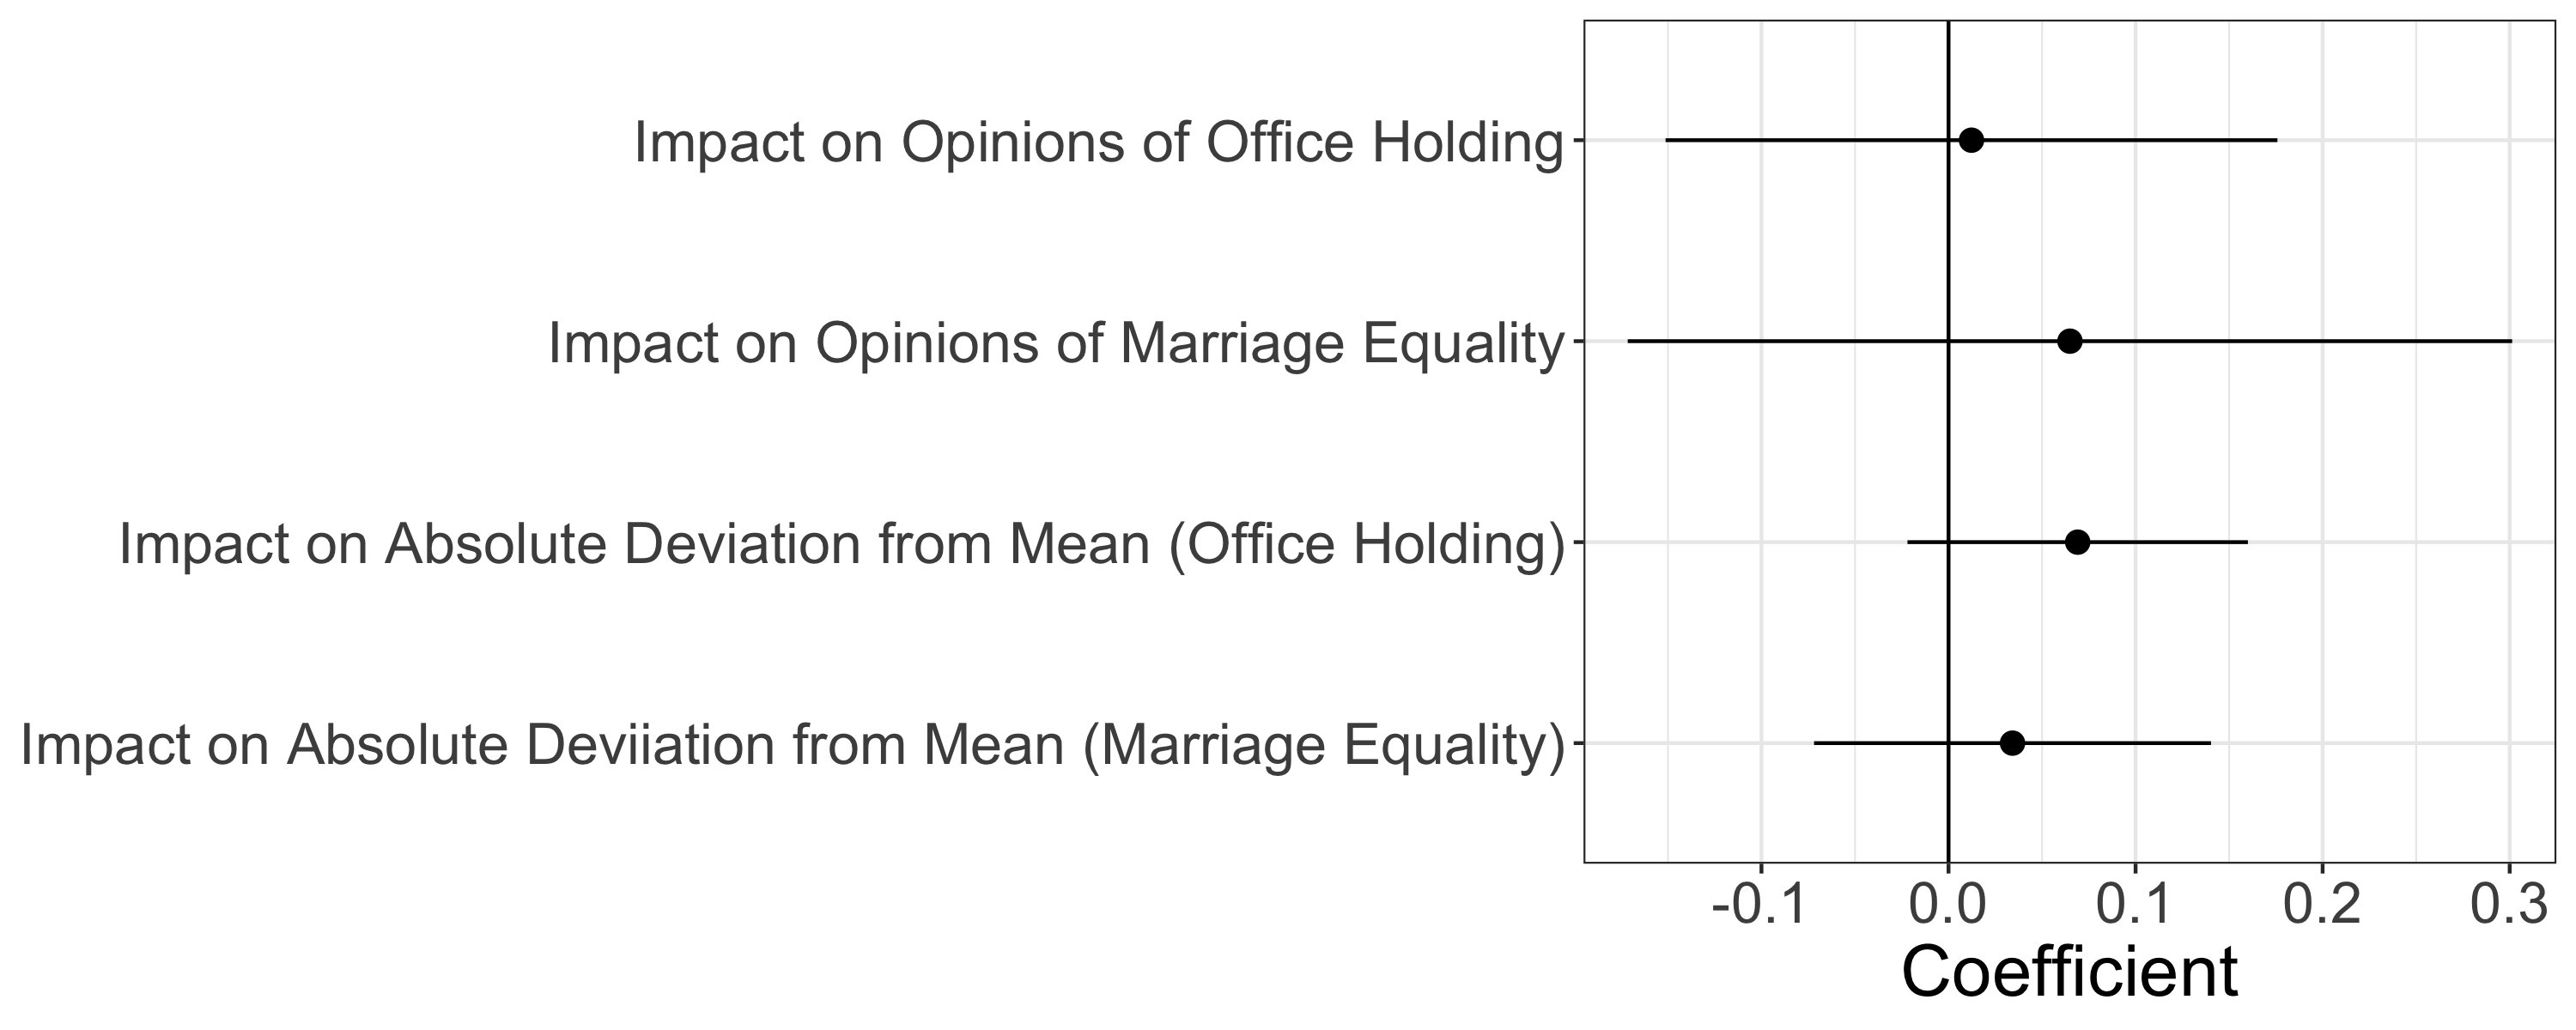 Impact on Opinions of Office Holding
Impact on Opinions of Marriage Equality
Impact on Absolute Deviation from Mean (Office Holding)
Impact on Absolute Deviiation from Mean (Marriage Equality)
-0.1 0.0 0.1 0.2 0.3
Coefficient